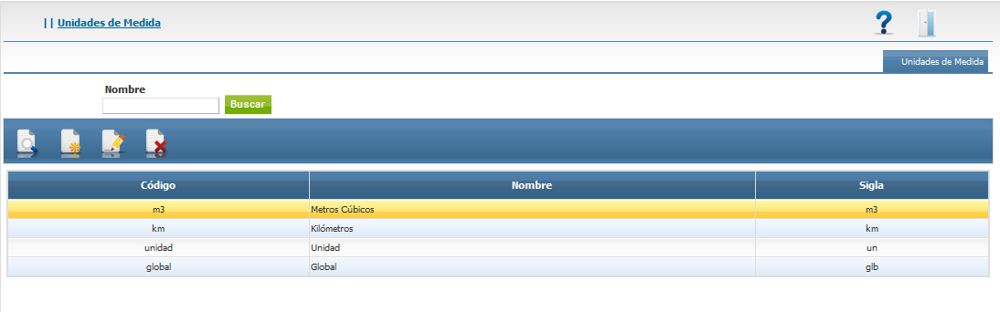 || Unidades de Medida
Unidades de Medida
Nombre
Buscar
Código Nombre Sigla
m3 Metros Cúbicos m3
km Kilómetros km
unidad Unidad un
global Global glb